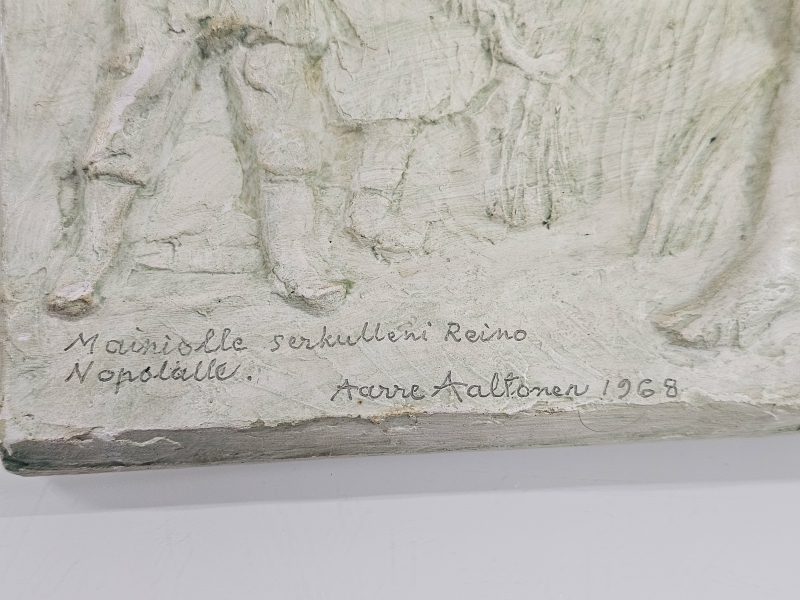 Mainiolle serkulleni Reino
Nopolalle.
Aarre Aaltonen 1968